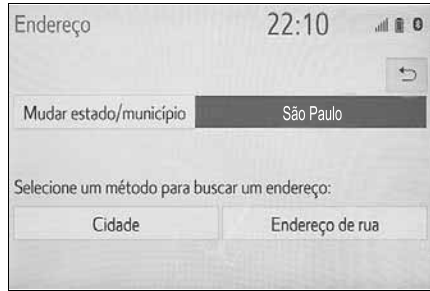 Endereço 22:10
Mudar estado/município São Paulo
Selecione um método para buscar um endereço:
Cidade Endereço de rua